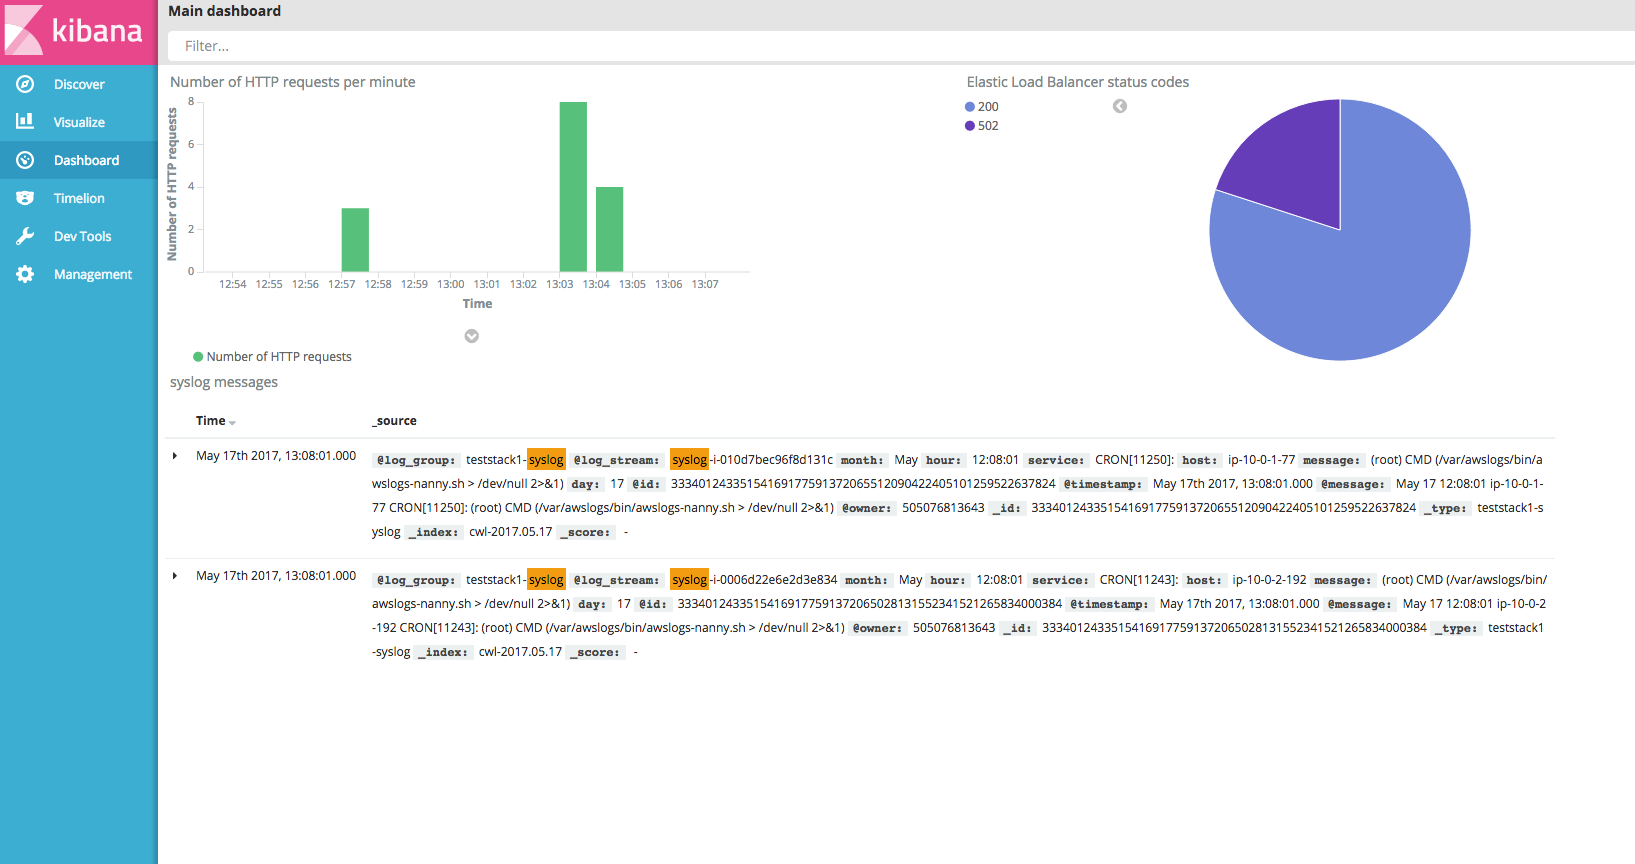 kibana
Discover
Visualize
Dashboard
Timelion
Dev Tools
Management
Main dashboard
Filter...
Number of HTTP requests per minute
Number of HTTP requests
8
6
4
2
0
12:54 12:55 12:56 12:57 12:58 12:59 13:00 13:01 13:02 13:03 13:04 13:05 13:06 13:07
Time
Number of HTTP requests
Elastic Load Balancer status codes
200
502
syslog messages
Time _source
May 17th 2017, 13:08:01.000 @log_group: teststack1-syslog @log_stream: syslog-i-010d7bec96f8d131c month: May hour: 12:08:01 service: CRON[11250]: host: ip-10-0-1-77 message: (root) CMD (/var/awslogs/bin/a
wslogs-nanny.sh > /dev/null 2>&1) day: 17 @id: 33340124335154169177591372065512090422405101259522637824 @timestamp: May 17th 2017, 13:08:01.000 @message: May 17 12:08:01 ip-10-0-1-
77 CRON[11250]: (root) CMD (/var/awslogs/bin/awslogs-nanny.sh > /dev/null 2>&1) @owner: 505076813643 _id: 33340124335154169177591372065512090422405101259522637824 _type: teststack1-s
yslog _index: cwl-2017.05.17 _score: -
May 17th 2017, 13:08:01.000 @log_group: teststack1-syslog @log_stream: syslog-i-0006d22e6e2d3e834 month: May hour: 12:08:01 service: CRON[11243]: host: ip-10-0-2-192 message: (root) CMD (/var/awslogs/bin/
awslogs-nanny.sh > /dev/null 2>&1) day: 17 @id: 33340124335154169177591372065028131552341521265834000384 @timestamp: May 17th 2017, 13:08:01.000 @message: May 17 12:08:01 ip-10-0-2
-192 CRON[11243]: (root) CMD (/var/awslogs/bin/awslogs-nanny.sh > /dev/null 2>&1) @owner: 505076813643 _id: 33340124335154169177591372065028131552341521265834000384 _type: teststack1
-syslog _index: cwl-2017.05.17 _score: -